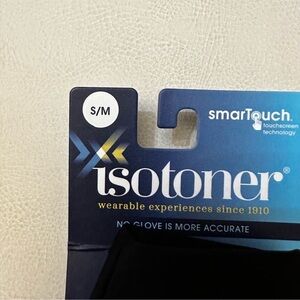 S/M
smarTouch.
touchscreen
technology
isotoner®
wearable experiences since 1910
NO GLOVE IS MORE ACCURATE